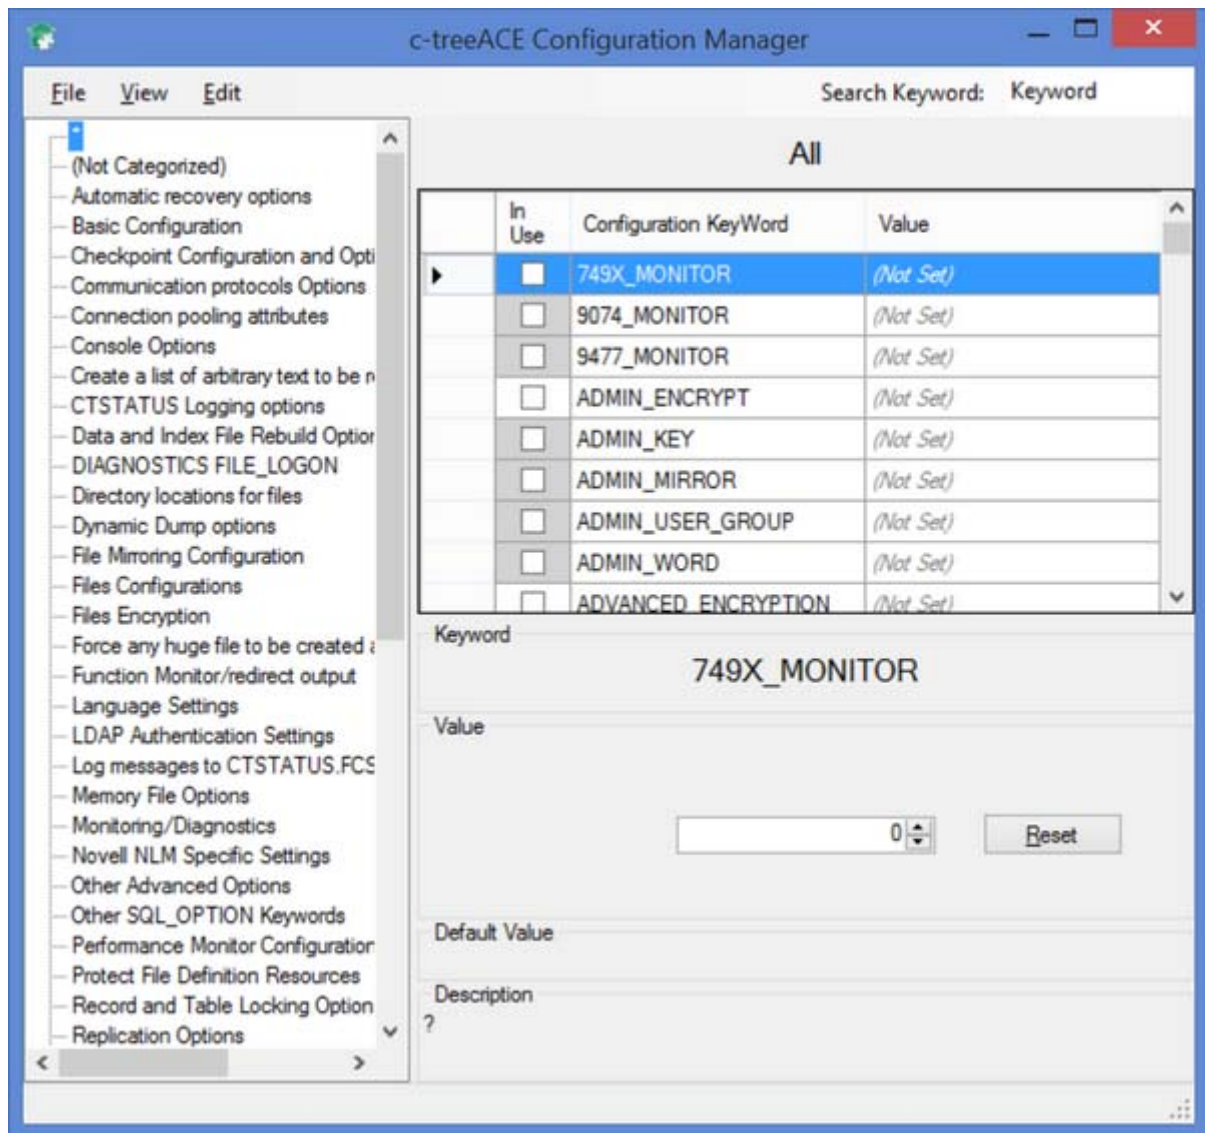 c-treeACE Configuration Manager
File View Edit Search Keyword: Keyword
*
(Not Categorized)
Automatic recovery options
Basic Configuration
Checkpoint Configuration and Opti
Communication protocols Options
Connection pooling attributes
Console Options
Create a list of arbitrary text to be r
CTSTATUS Logging options
Data and Index File Rebuild Option
DIAGNOSTICS FILE_LOGON
Directory locations for files
Dynamic Dump options
File Mirroring Configuration
Files Configurations
Files Encryption
Force any huge file to be created a
Function Monitor/redirect output
Language Settings
LDAP Authentication Settings
Log messages to CTSTATUS.FCS
Memory File Options
Monitoring/Diagnostics
Novell NLM Specific Settings
Other Advanced Options
Other SQL_OPTION Keywords
Performance Monitor Configuration
Protect File Definition Resources
Record and Table Locking Option
Replication Options
All
In Use Configuration KeyWord Value
749X_MONITOR (Not Set)
9074_MONITOR (Not Set)
9477_MONITOR (Not Set)
ADMIN_ENCRYPT (Not Set)
ADMIN_KEY (Not Set)
ADMIN_MIRROR (Not Set)
ADMIN_USER_GROUP (Not Set)
ADMIN_WORD (Not Set)
ADVANCED_ENCRYPTION (Not Set)
Keyword
749X_MONITOR
Value
0 Reset
Default Value
Description
?